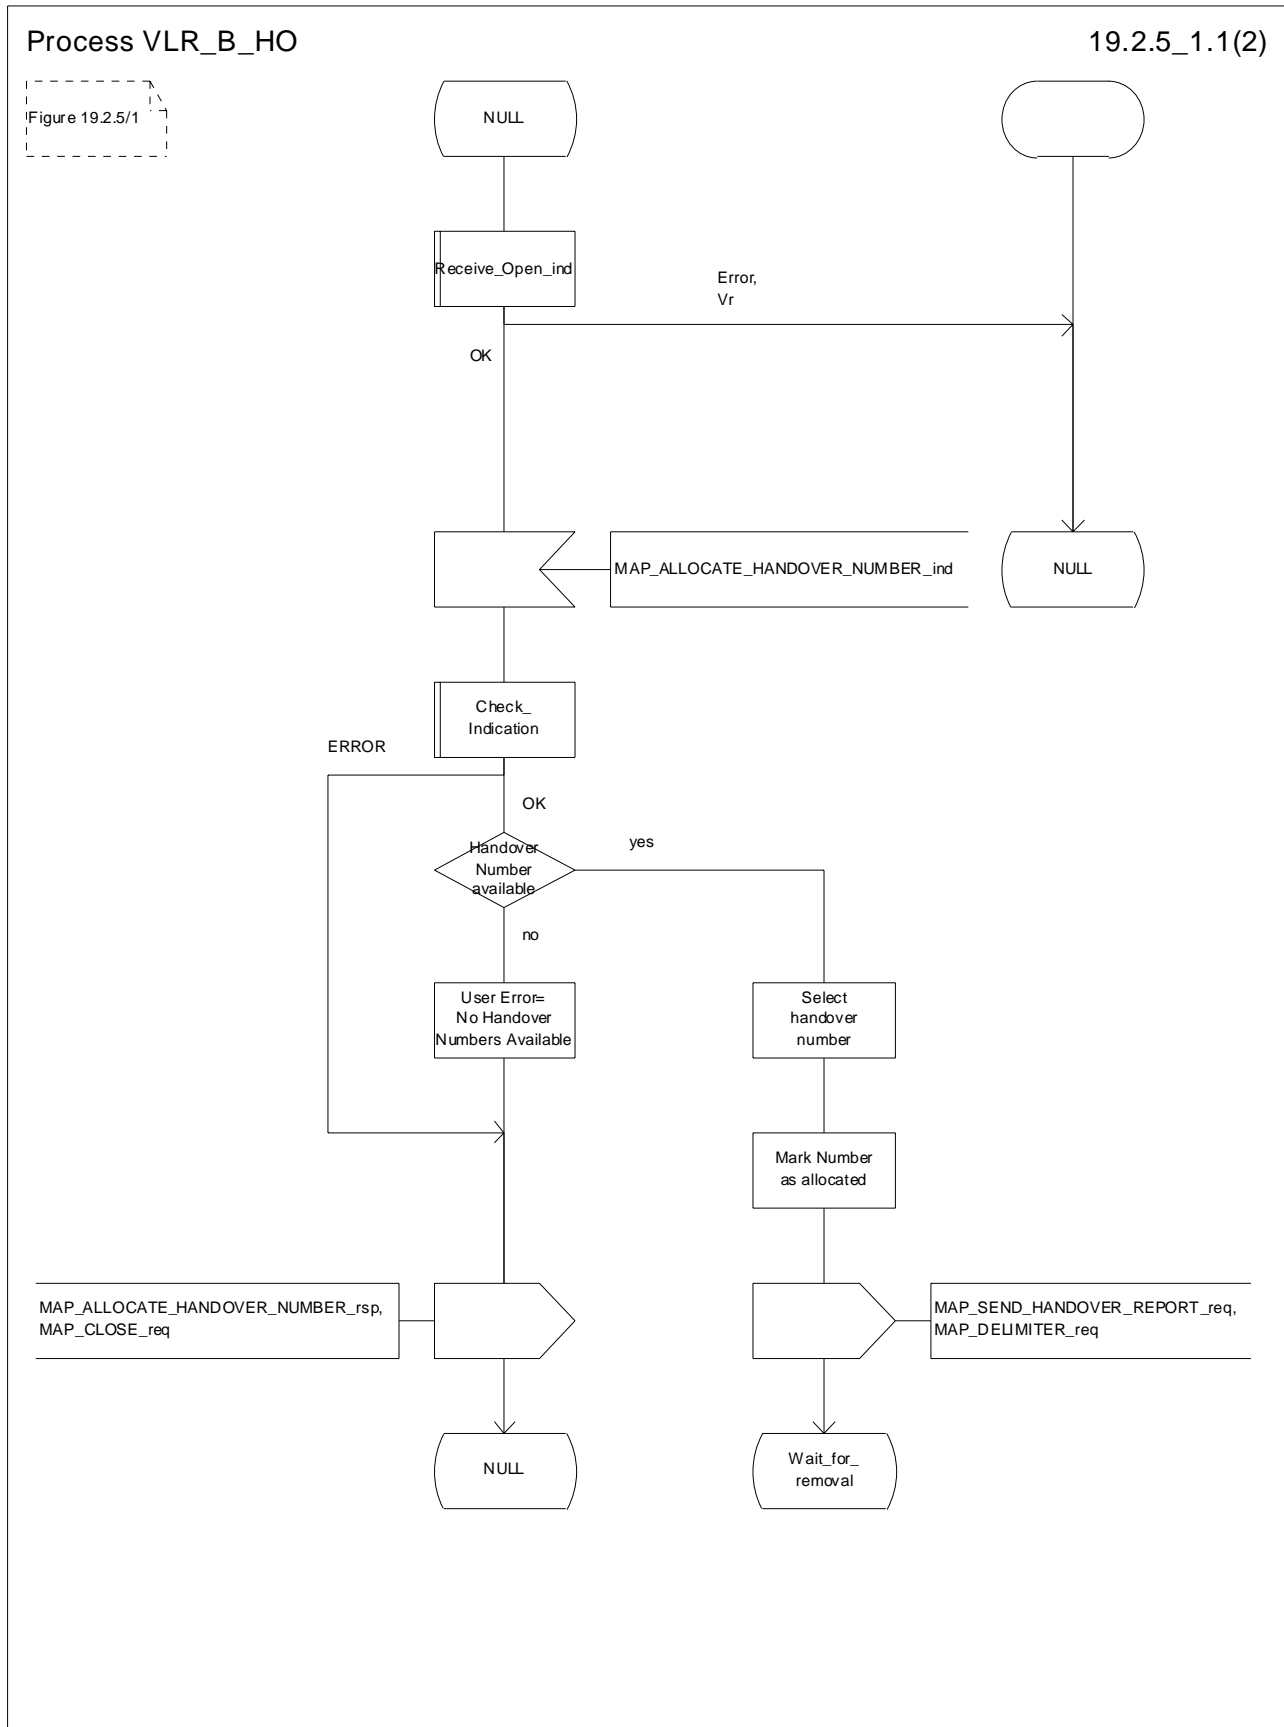 Process VLR_B_HO
19.2.5_1.1(2)
Figure 19.2.5/1
NULL
Receive_Open_ind
Error,
Vr
OK
MAP_ALLOCATE_HANDOVER_NUMBER_ind
NULL
Check_
Indication
ERROR
OK
Handover
Number
available
yes
no
User Error=
No Handover
Numbers Available
Select
handover
number
Mark Number
as allocated
MAP_ALLOCATE_HANDOVER_NUMBER_rsp,
MAP_CLOSE_req
MAP_SEND_HANDOVER_REPORT_req,
MAP_DELIMITER_req
NULL
Wait_for_
removal